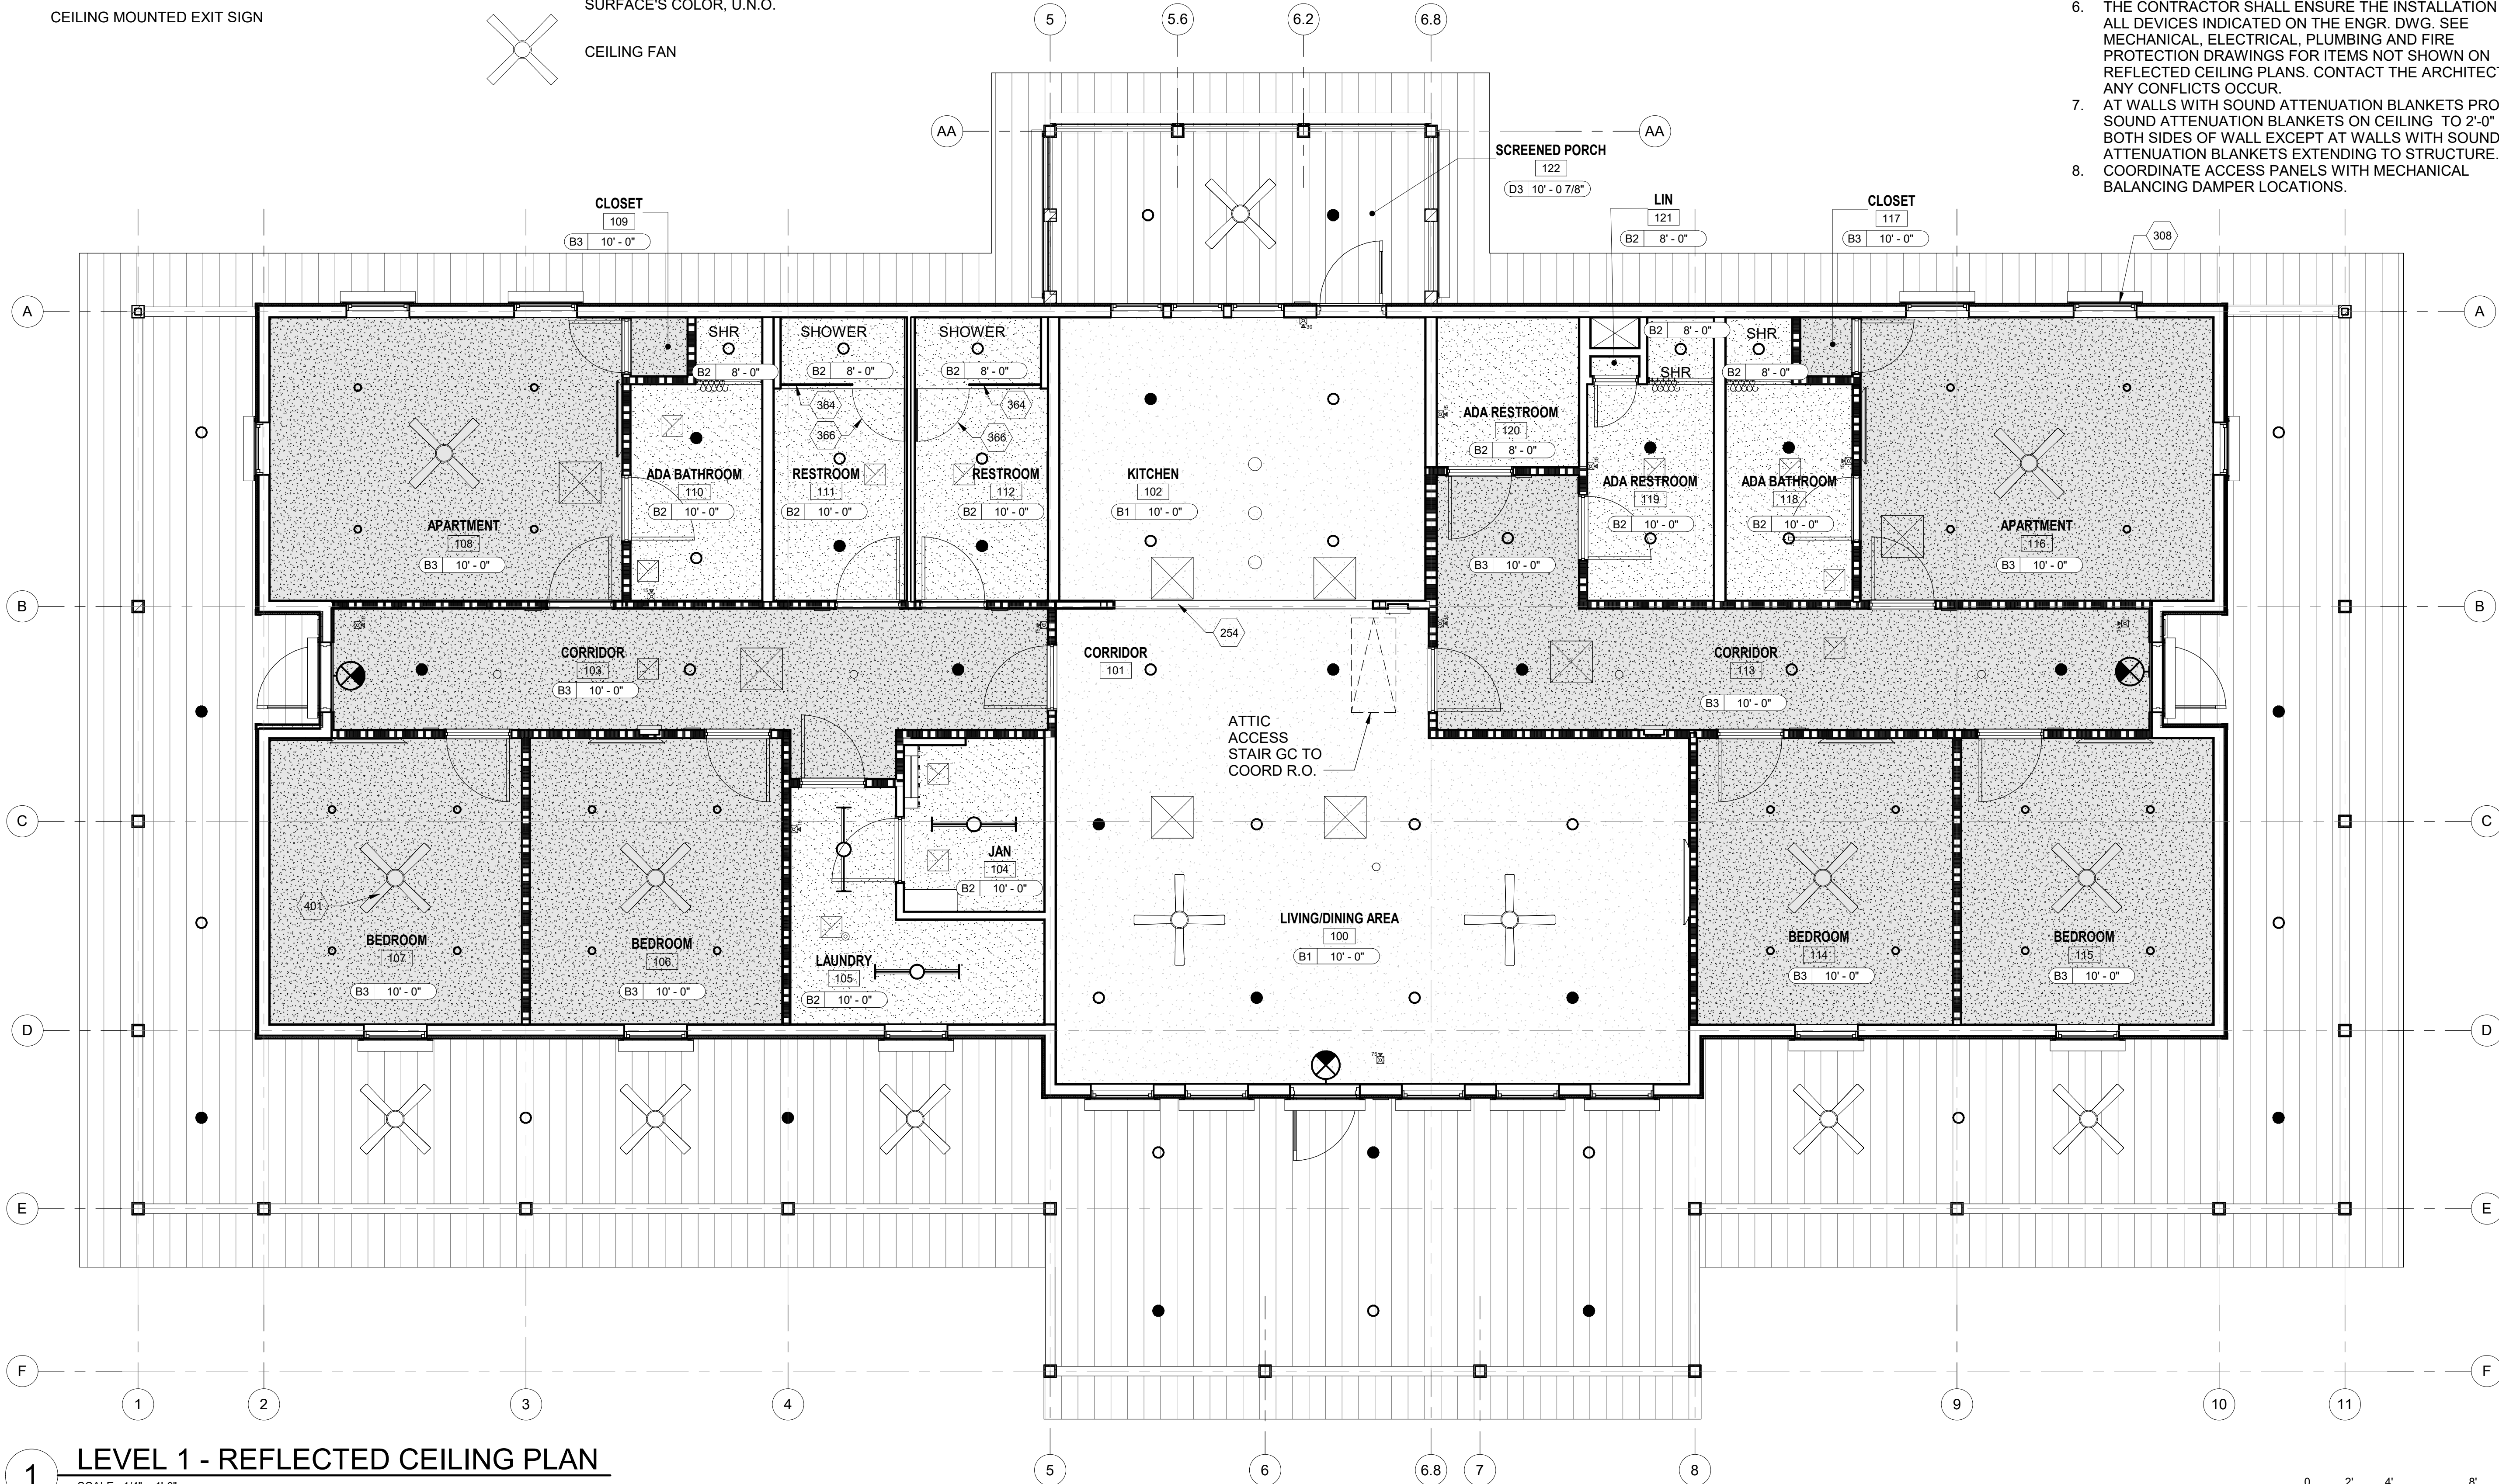 CEILING MOUNTED EXIT SIGN
SURFACE'S COLOR, U.N.O.
CEILING FAN
6. THE CONTRACTOR SHALL ENSURE THE INSTALLATION
ALL DEVICES INDICATED ON THE ENGR. DWG. SEE
MECHANICAL, ELECTRICAL, PLUMBING AND FIRE
PROTECTION DRAWINGS FOR ITEMS NOT SHOWN ON
REFLECTED CEILING PLANS. CONTACT THE ARCHITECT
ANY CONFLICTS OCCUR.
7. AT WALLS WITH SOUND ATTENUATION BLANKETS PRO
SOUND ATTENUATION BLANKETS ON CEILING TO 2'-0"
BOTH SIDES OF WALL EXCEPT AT WALLS WITH SOUND
ATTENUATION BLANKETS EXTENDING TO STRUCTURE.
8. COORDINATE ACCESS PANELS WITH MECHANICAL
BALANCING DAMPER LOCATIONS.
5 5.6 6.2 6.8
AA AA
SCREENED PORCH
122
D3 10' - 0 7/8"
CLOSET
109
B3 10' - 0"
LIN
121
B2 8' - 0"
CLOSET
117
B3 10' - 0"
308
A A
SHR
B2 8' - 0"
SHOWER
B2 8' - 0"
SHOWER
B2 8' - 0"
30
B2 8' - 0"
SHR
SHR
B2 8' - 0"
364
366
364
366
APARTMENT
108
B3 10' - 0"
ADA BATHROOM
110
B2 10' - 0"
RESTROOM
111
B2 10' - 0"
RESTROOM
112
B2 10' - 0"
KITCHEN
102
B1 10' - 0"
ADA RESTROOM
120
B2 8' - 0"
B3 10' - 0"
ADA RESTROOM
119
B2 10' - 0"
ADA BATHROOM
118
B2 10' - 0"
APARTMENT
116
B3 10' - 0"
B B
254
CORRIDOR
103
B3 10' - 0"
CORRIDOR
101
CORRIDOR
113
B3 10' - 0"
ATTIC
ACCESS
STAIR GC TO
COORD R.O.
C C
401
BEDROOM
107
B3 10' - 0"
BEDROOM
106
B3 10' - 0"
JAN
104
B2 10' - 0"
LAUNDRY
105
B2 10' - 0"
LIVING/DINING AREA
100
B1 10' - 0"
BEDROOM
114
B3 10' - 0"
BEDROOM
115
B3 10' - 0"
D D
75
E E
F F
1 2 3 4 9 10 11
5 6 6.8 7 8
1 LEVEL 1 - REFLECTED CEILING PLAN
0 2' 4' 8'